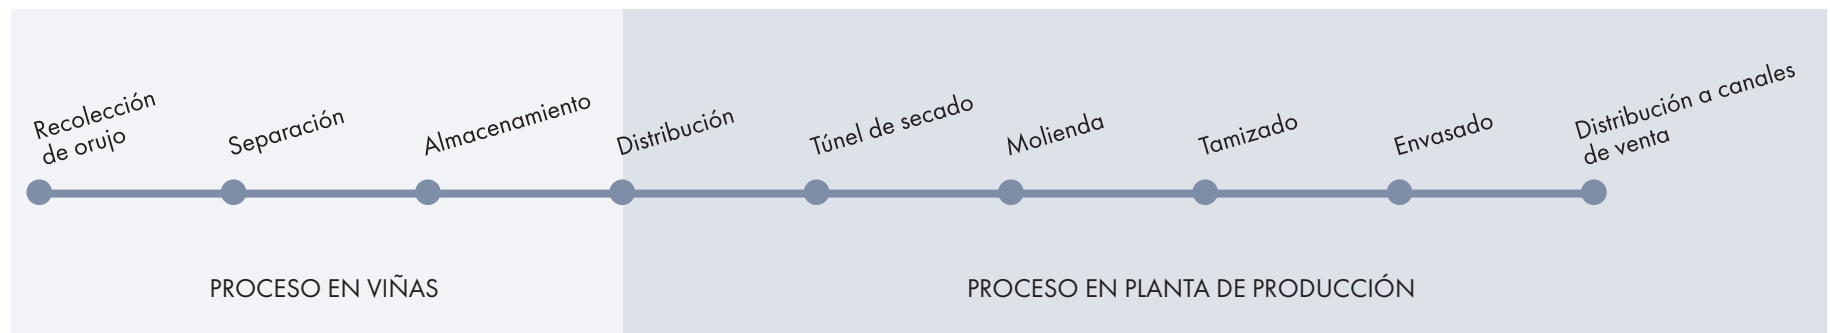 Recolección
de orujo
Separación
Almacenamiento
Distribución
Túnel de secado
Molienda
Tamizado
Envasado
Distribución a canales
de venta
PROCESO EN VIÑAS
PROCESO EN PLANTA DE PRODUCCIÓN